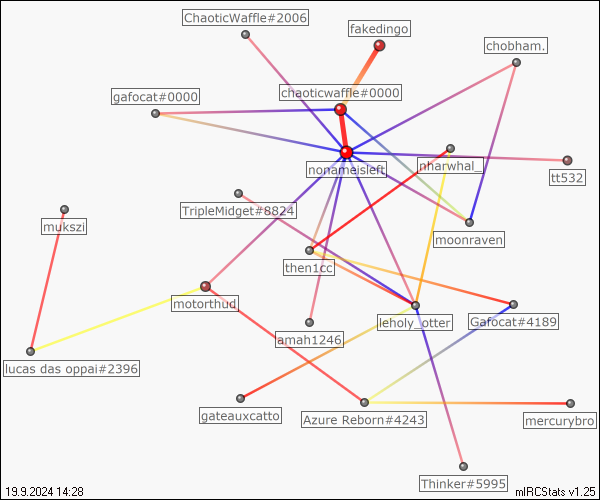 ChaoticWaffle#2006
fakedingo
chobham.
chaoticwaffle#0000
gafocat#0000
nonameisleft
nharwhal_
tt532
TripleMidget#8824
mukszi
moonraven
then1cc
motorthud
leholy_otter
Gafocat#4189
amah1246
lucas das oppai#2396
gateauxcatto
Azure Reborn#4243
mercurybro
Thinker#5995
19.9.2024 14:28
mIRCStats v1.25